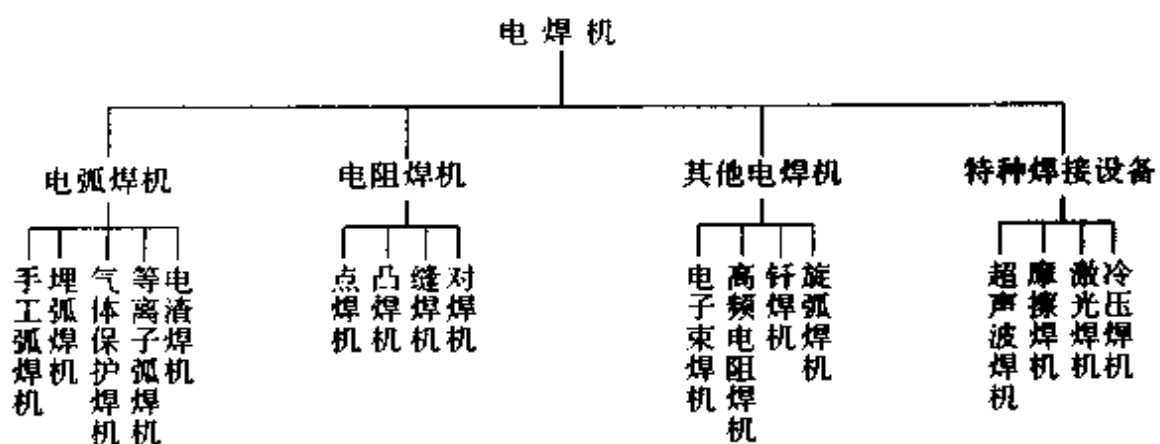 电焊机
电弧焊机
电阻焊机
其他电焊机
特种焊接设备
手工弧焊机
埋弧焊机
气体保护焊机
等离子弧焊机
电渣焊机
点焊机
凸焊机
缝焊机
对焊机
电子束焊机
高频电阻焊机
钎焊机
旋弧焊机
超声波焊机
摩擦焊机
激光焊机
冷压焊机